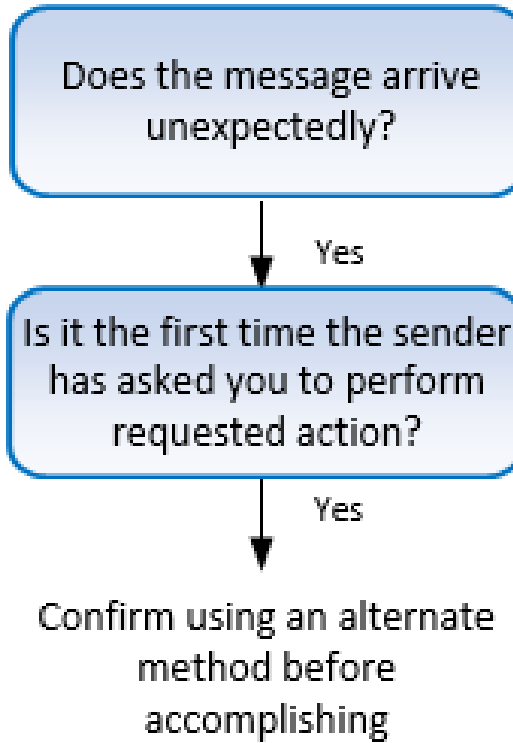 Does the message arrive
unexpectedly?
Yes
Is it the first time the sender
has asked you to perform
requested action?
Yes
Confirm using an alternate
method before
accomplishing